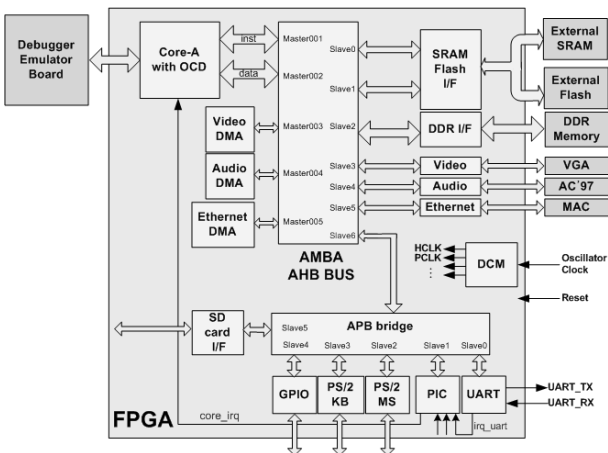 Debugger
Emulator
Board
Core-A
with OCD
inst
data
Master001
Master002
Master003
Master004
Master005
Slave0
Slave1
Slave2
Slave3
Slave4
Slave5
Slave6
AMBA
AHB BUS
Video
DMA
Audio
DMA
Ethernet
DMA
SRAM
Flash
I/F
DDR I/F
Video
Audio
Ethernet
External
SRAM
External
Flash
DDR
Memory
VGA
AC´97
MAC
HCLK
PCLK
⋮
DCM
Oscillator
Clock
Reset
SD
card
I/F
APB bridge
Slave5
Slave4
Slave3
Slave2
Slave1
Slave0
GPIO
PS/2
KB
PS/2
MS
PIC
UART
UART_TX
UART_RX
FPGA
core_irq
irq_uart